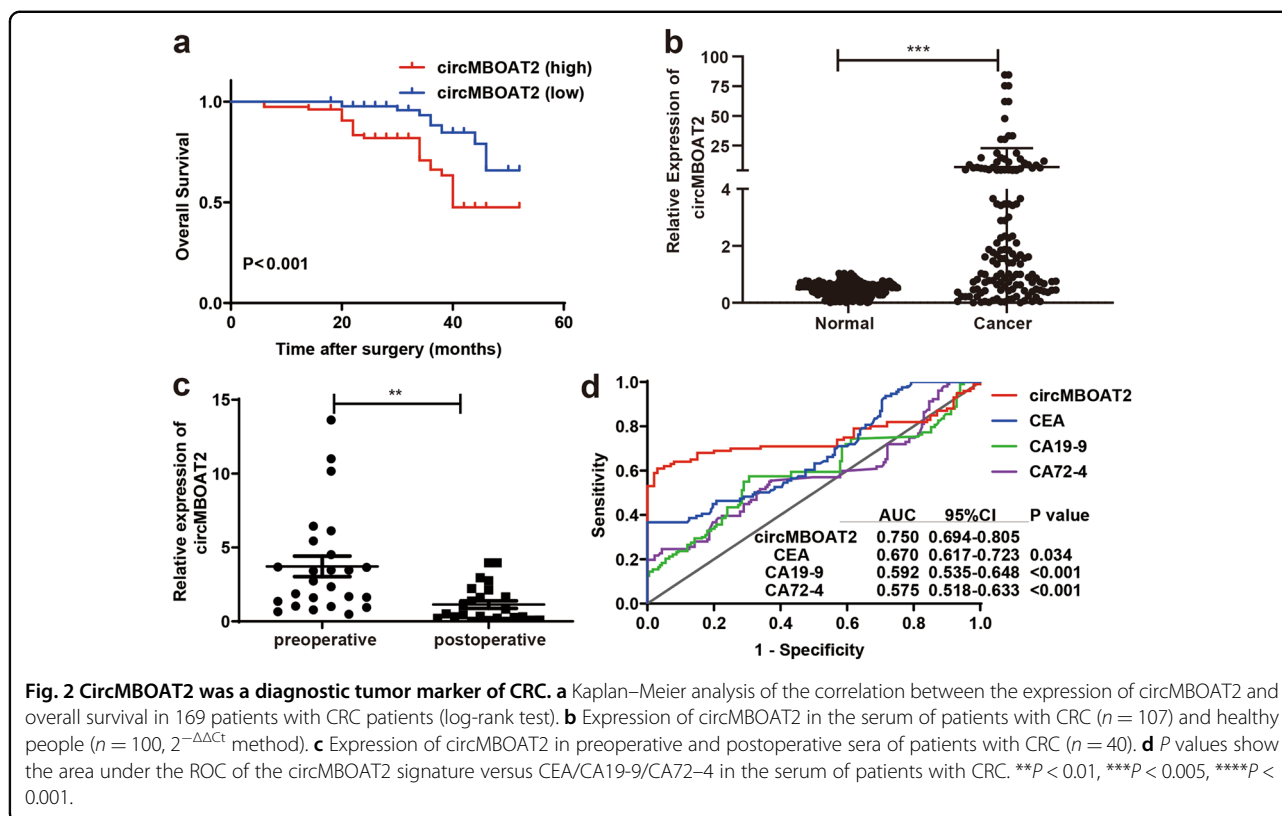 a
circMBOAT2 (high)
circMBOAT2 (low)
Overall Survival
1.0
0.5
0.0
P<0.001
0 20 40 60
Time after surgery (months)
b
***
Relative Expression of
circMBOAT2
100
75
50
25
4
2
0
Normal Cancer
c
**
Relative expression of
circMBOAT2
15
10
5
0
preoperative postoperative
d
Sensitivity
1.0
0.8
0.6
0.4
0.2
0.0
circMBOAT2
CEA
CA19-9
CA72-4
AUC 95%CI P value
circMBOAT2 0.750 0.694-0.805
CEA 0.670 0.617-0.723 0.034
CA19-9 0.592 0.535-0.648 <0.001
CA72-4 0.575 0.518-0.633 <0.001
0.0 0.2 0.4 0.6 0.8 1.0
1 - Specificity
Fig. 2 CircMBOAT2 was a diagnostic tumor marker of CRC. a Kaplan–Meier analysis of the correlation between the expression of circMBOAT2 and
overall survival in 169 patients with CRC patients (log-rank test). b Expression of circMBOAT2 in the serum of patients with CRC (n = 107) and healthy
people (n = 100, 2−ΔΔCt method). c Expression of circMBOAT2 in preoperative and postoperative sera of patients with CRC (n = 40). d P values show
the area under the ROC of the circMBOAT2 signature versus CEA/CA19-9/CA72–4 in the serum of patients with CRC. **P < 0.01, ***P < 0.005, ****P <
0.001.